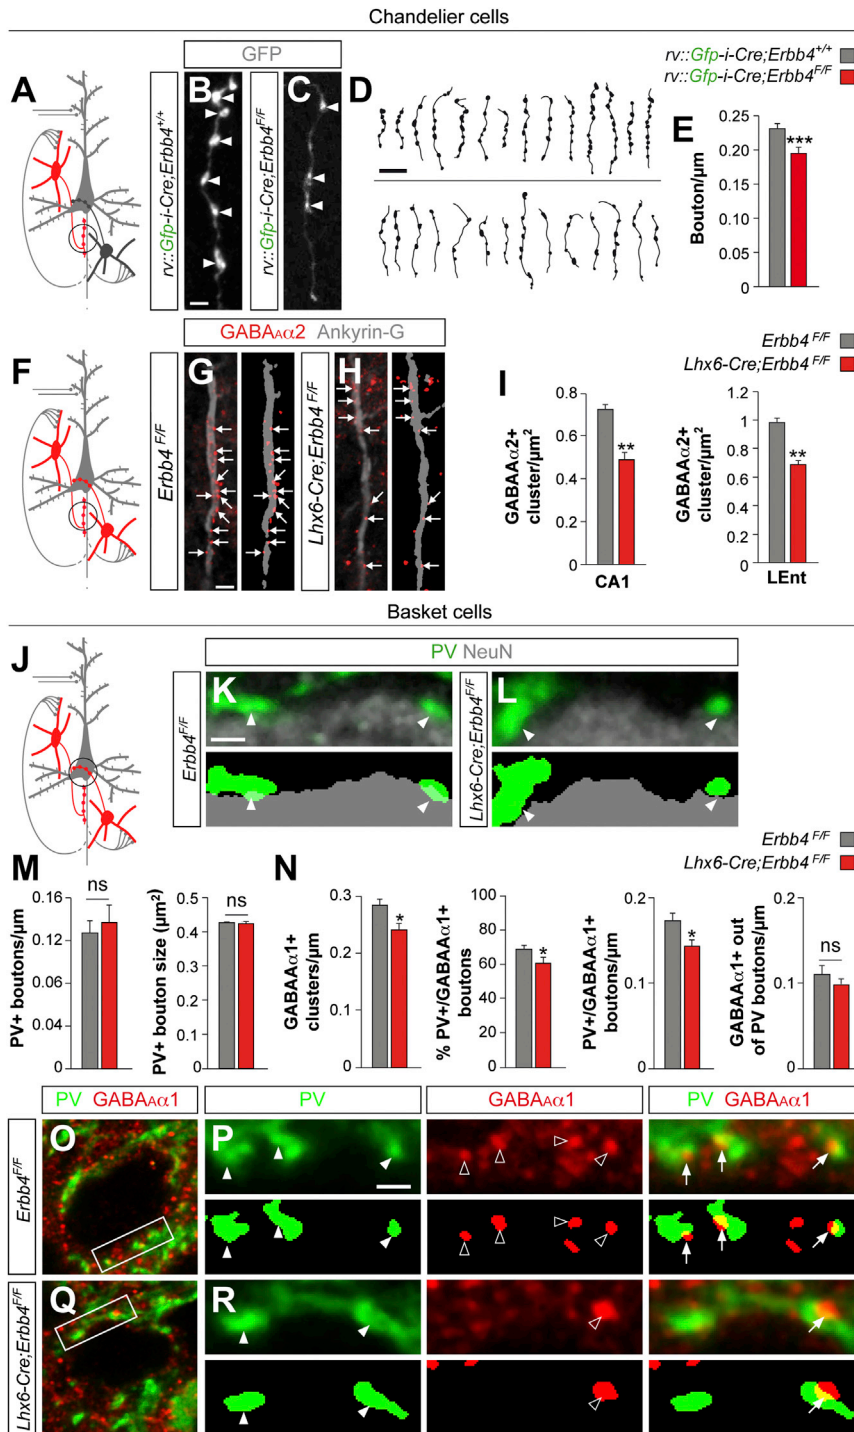 Chandelier cells
GFP
rv::Gfp-i-Cre;Erbb4+/+
rv::Gfp-i-Cre;Erbb4F/F
A
rv::Gfp-i-Cre;Erbb4+/+
B
rv::Gfp-i-Cre;Erbb4F/F
C
D
E
Bouton/µm
0.25
0.20
0.15
0.10
0.05
0
***
GABAAα2 Ankyrin-G
Erbb4 F/F
Lhx6-Cre;Erbb4 F/F
F
Erbb4 F/F
G
Lhx6-Cre;Erbb4 F/F
H
I
GABAAα2+
cluster/µm2
0.8
0.6
0.4
0.2
0
**
CA1
GABAAα2+
cluster/µm2
1.2
1
0.8
0.6
0.4
0.2
0
**
LEnt
Basket cells
J
PV NeuN
Erbb4F/F
K
Lhx6-Cre;Erbb4F/F
L
Erbb4 F/F
Lhx6-Cre;Erbb4 F/F
M
PV+ boutons/µm
0.16
0.12
0.08
0.04
0
ns
PV+ bouton size (µm2)
0.5
0.4
0.3
0.2
0.1
0
ns
N
GABAAα1+
clusters/µm
0.3
0.2
0.1
0
*
% PV+/GABAAα1+
boutons
100
80
60
40
20
0
*
PV+/GABAAα1+
boutons/µm
0.2
0.1
0
*
GABAAα1+ out
of PV boutons/µm
0.2
0.1
0
ns
PV GABAAα1
PV
GABAAα1
PV GABAAα1
Erbb4F/F
O
P
Lhx6-Cre;Erbb4F/F
Q
R